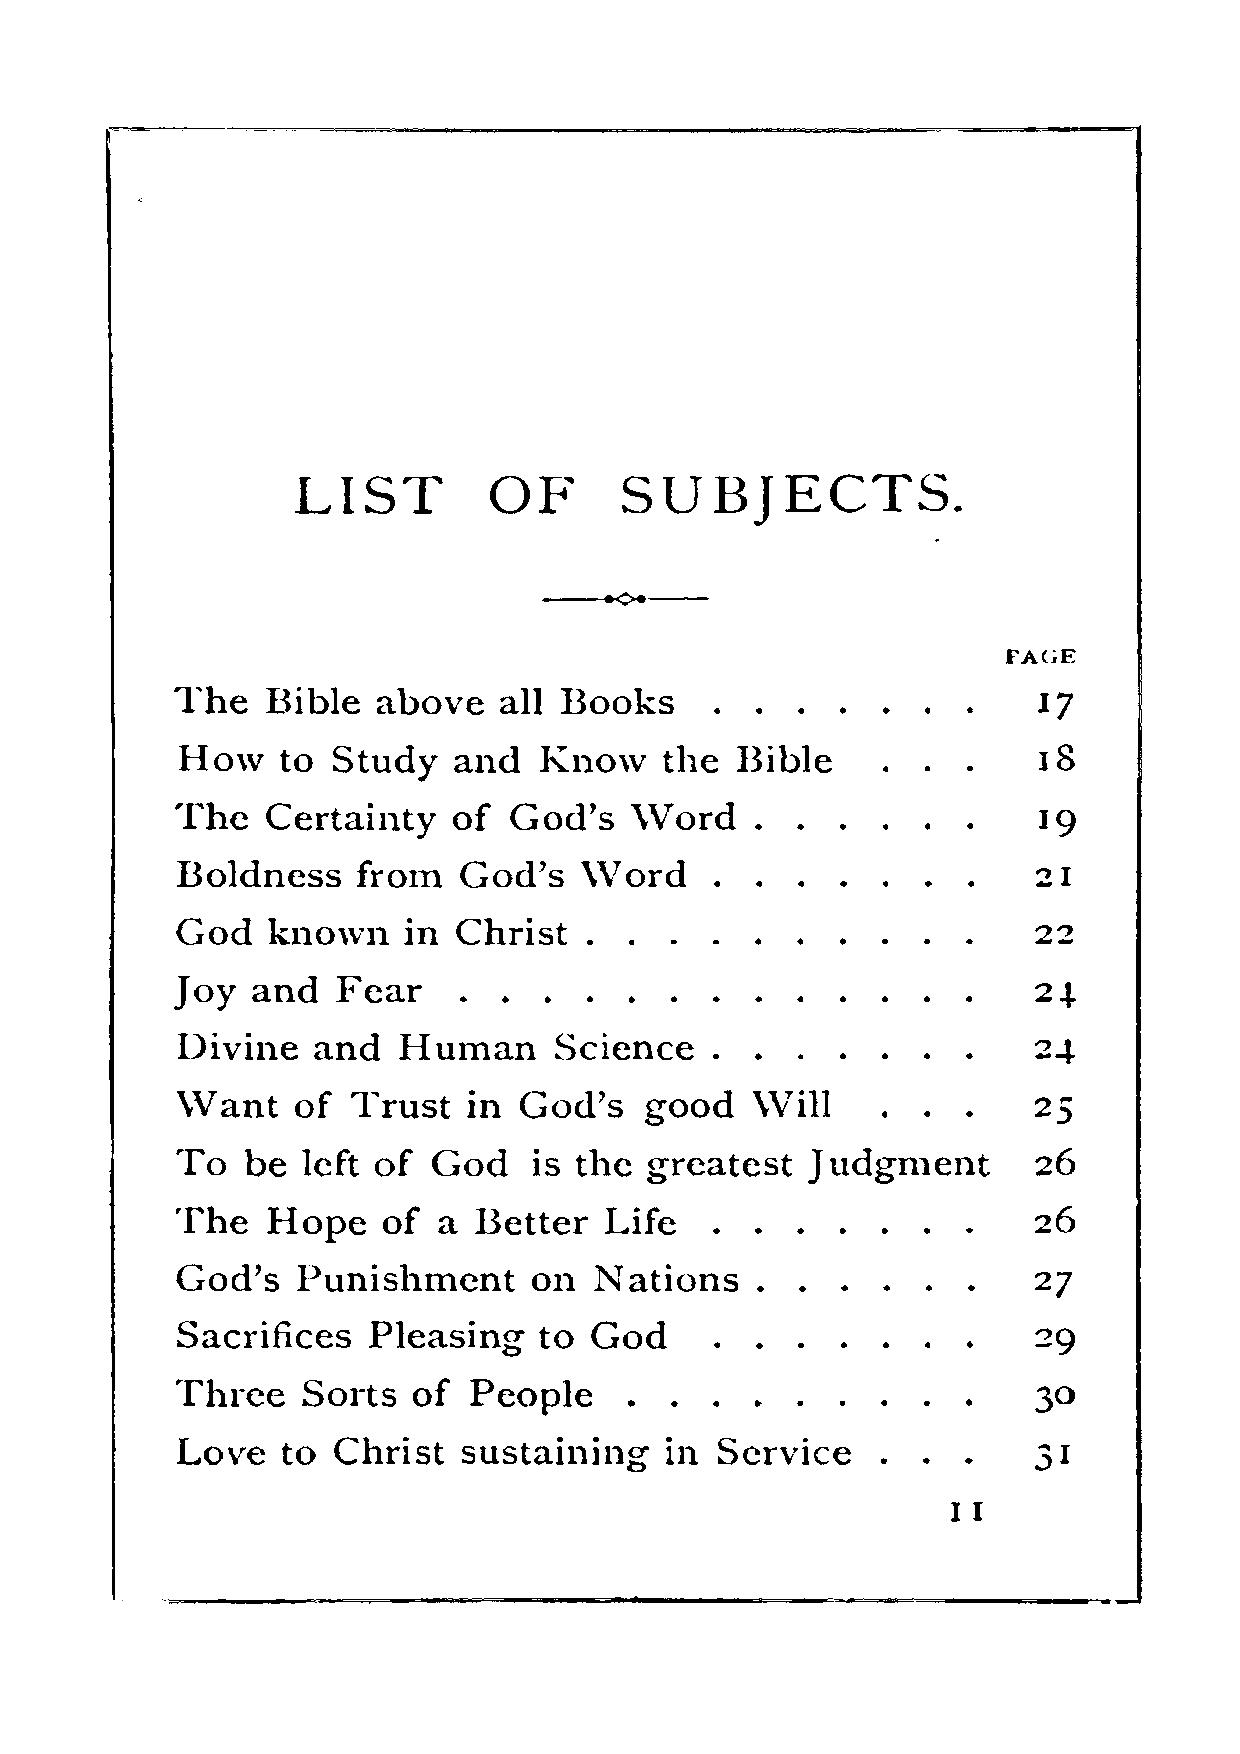 LIST OF SUBJECTS.
PAGE
The Bible above all Books . . . . . . . 17
How to Study and Know the Bible . . . 18
The Certainty of God's Word . . . . . . 19
Boldness from God's Word . . . . . . . 21
God known in Christ . . . . . . . . . . 22
Joy and Fear . . . . . . . . . . . . . 24
Divine and Human Science . . . . . . . 24
Want of Trust in God's good Will . . . 25
To be left of God is the greatest Judgment 26
The Hope of a Better Life . . . . . . . 26
God's Punishment on Nations . . . . . . 27
Sacrifices Pleasing to God . . . . . . . 29
Three Sorts of People . . . . . . . . . 30
Love to Christ sustaining in Service . . . 31
11